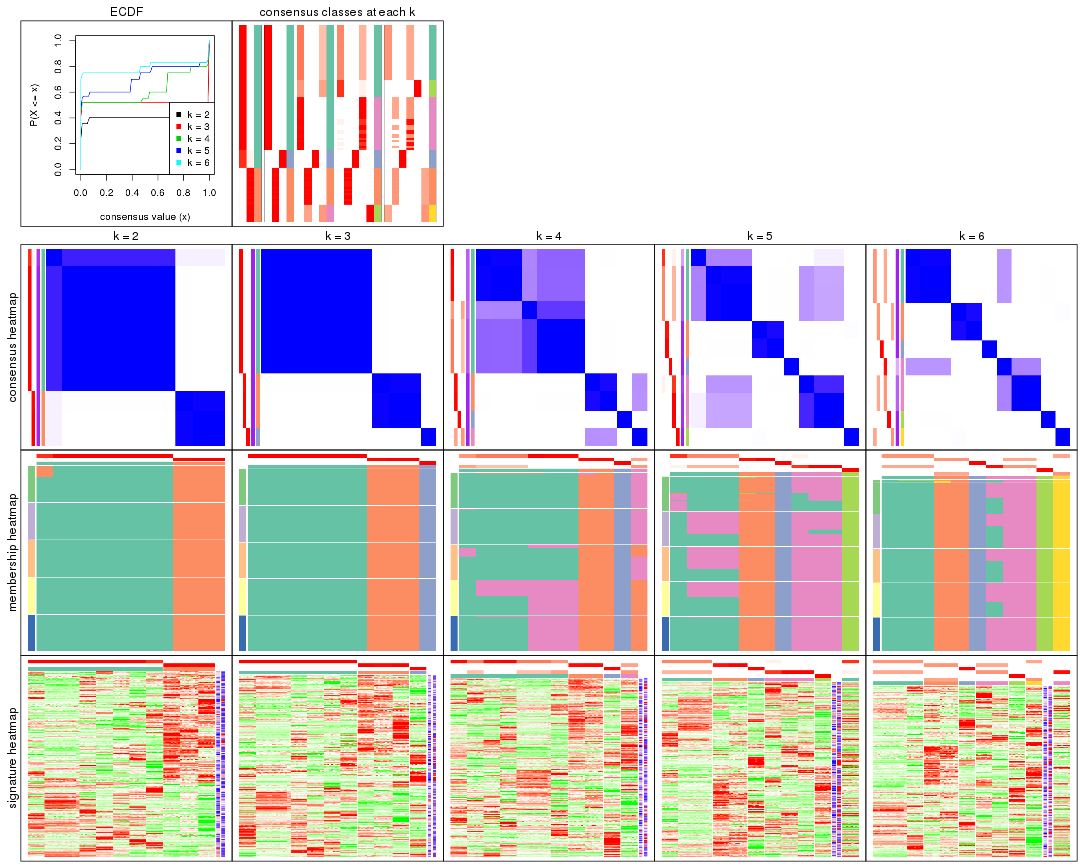 ECDF
consensus classes at each k
P(X <= x)
1.0
0.8
0.6
0.4
0.2
0.0
k = 2
k = 3
k = 4
k = 5
k = 6
0.0 0.2 0.4 0.6 0.8 1.0
consensus value (x)
k = 2
k = 3
k = 4
k = 5
k = 6
consensus heatmap
membership heatmap
signature heatmap